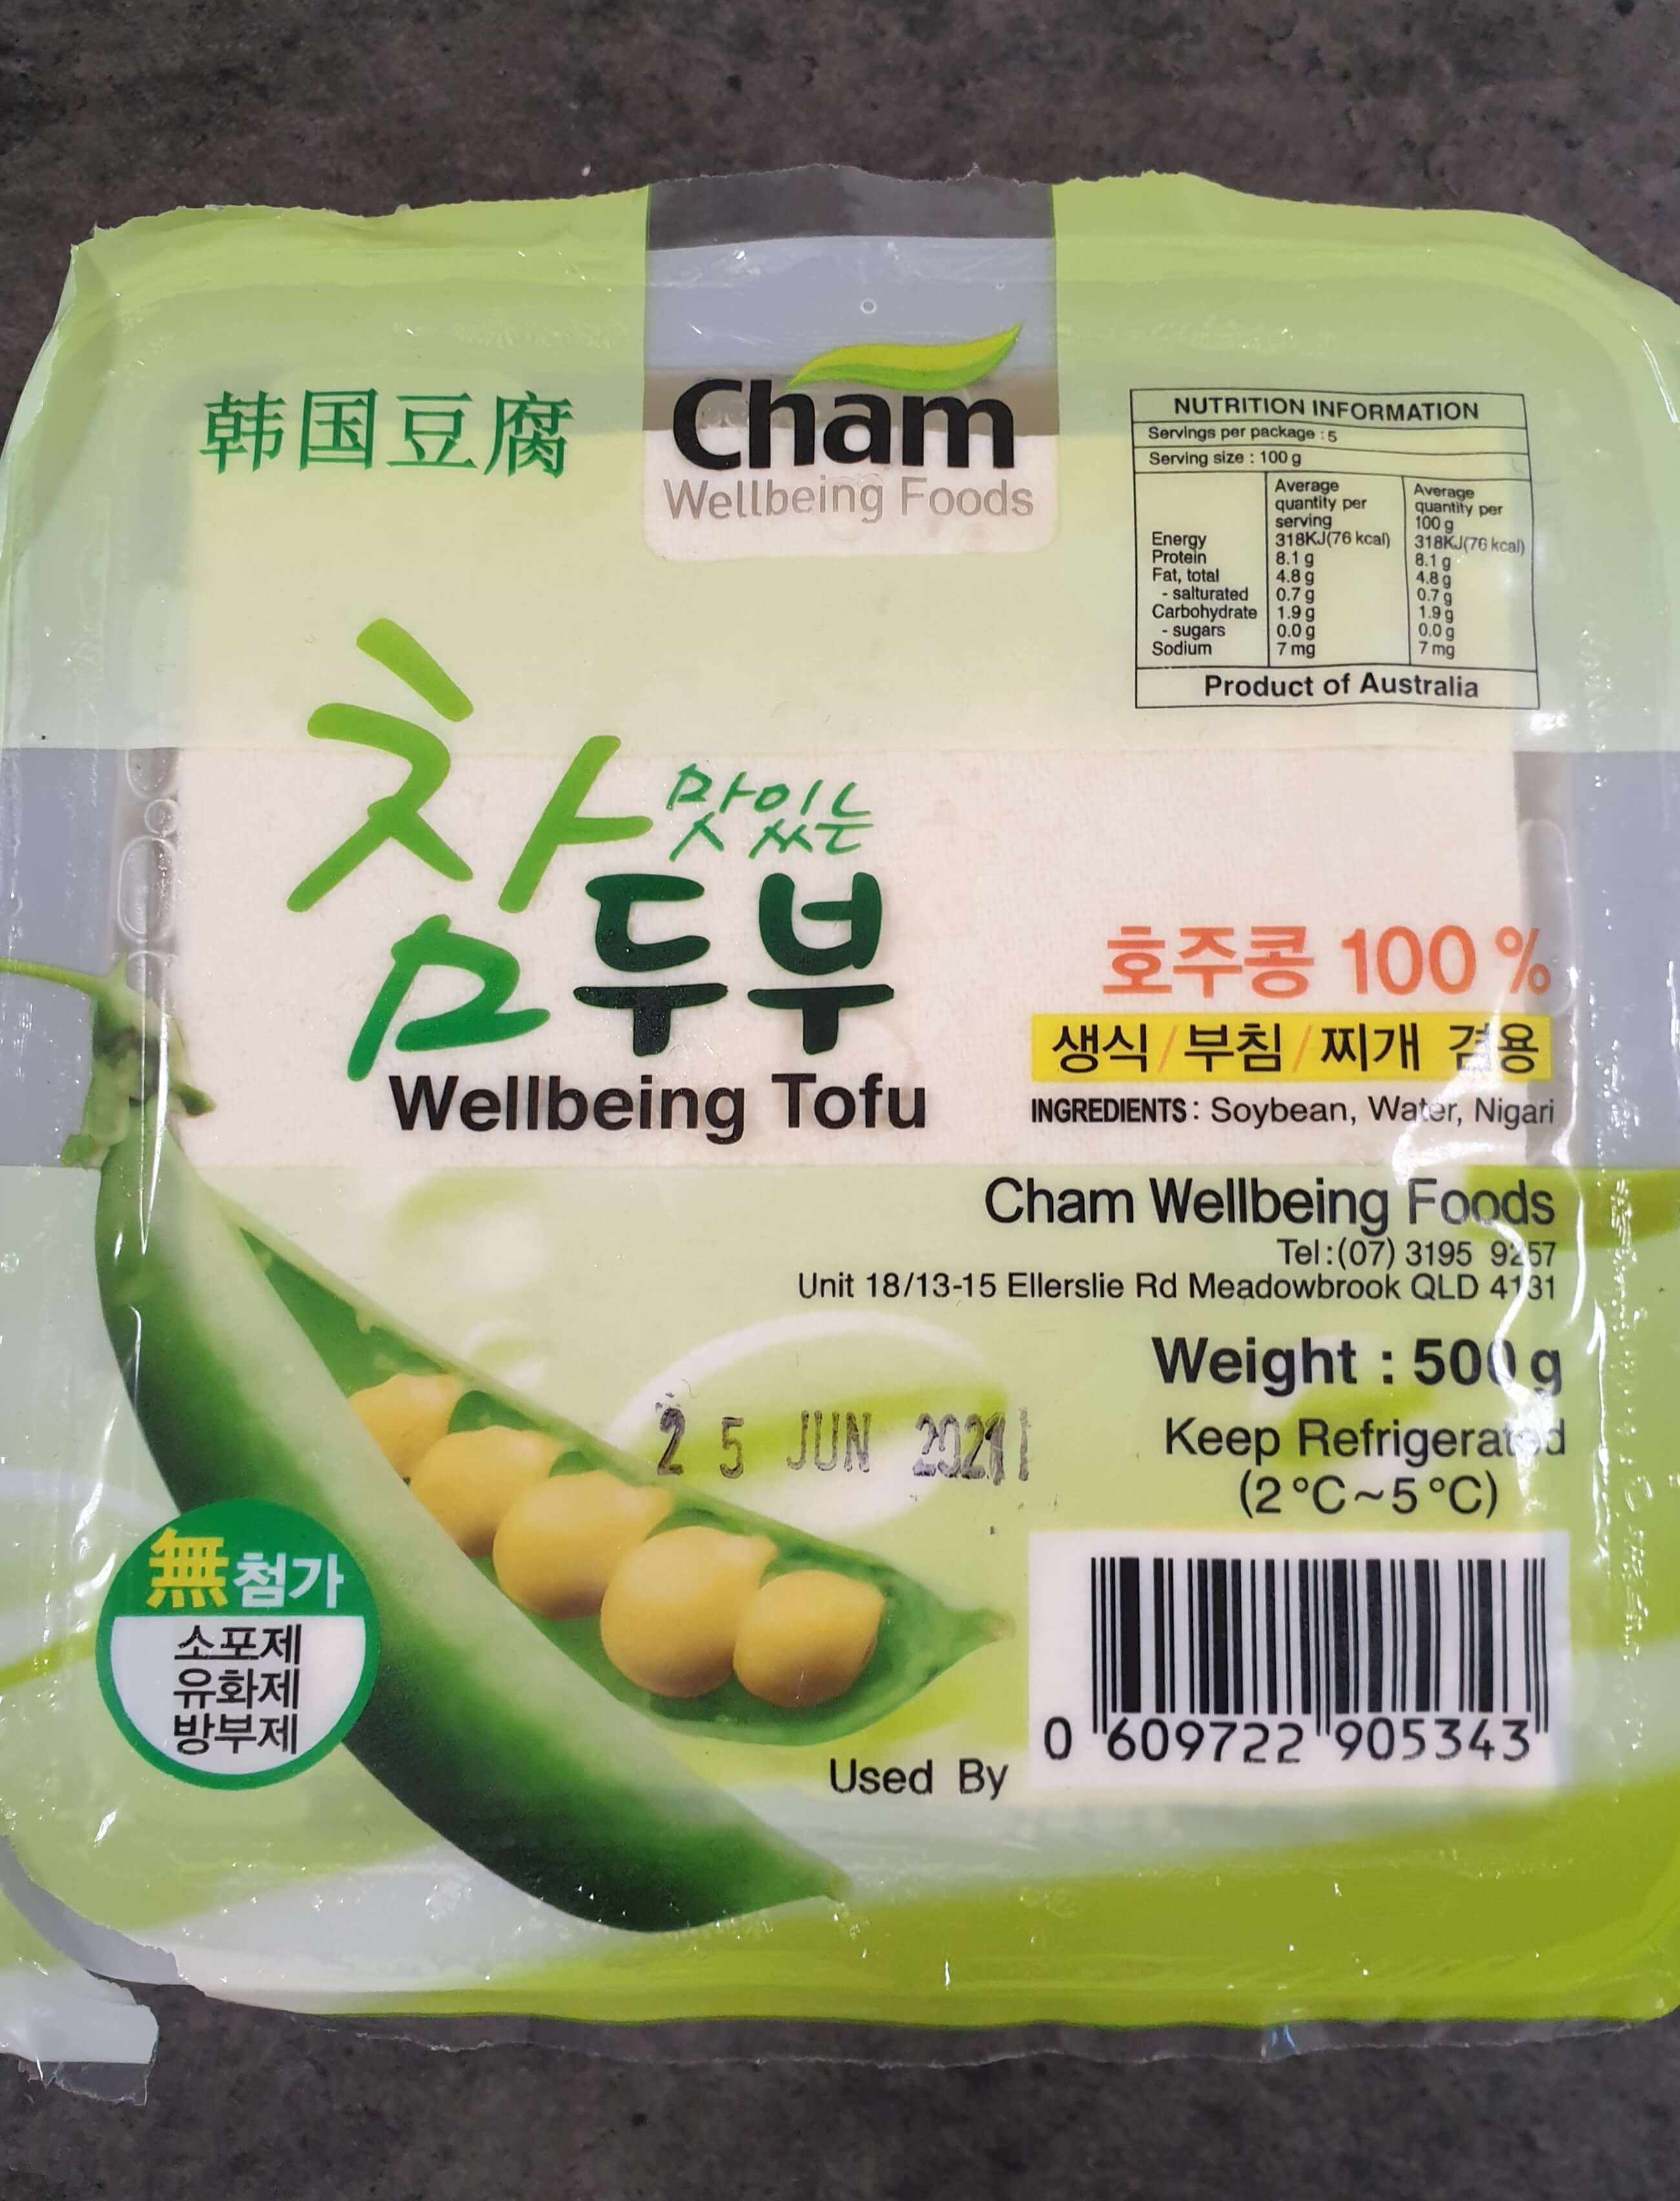 韩国豆腐
Cham
Wellbeing Foods
NUTRITION INFORMATION
Servings per package : 5
Serving size : 100 g
Average quantity per serving
Average quantity per 100 g
Energy 318KJ(76 kcal) 318KJ(76 kcal)
Protein 8.1 g 8.1 g
Fat, total 4.8 g 4.8 g
- salturated 0.7 g 0.7 g
Carbohydrate 1.9 g 1.9 g
- sugars 0.0 g 0.0 g
Sodium 7 mg 7 mg
Product of Australia
참 맛있는
두부
Wellbeing Tofu
호주콩 100 %
생식/부침/찌개 겸용
INGREDIENTS : Soybean, Water, Nigari
Cham Wellbeing Foods
Tel : (07) 3195 9257
Unit 18/13-15 Ellerslie Rd Meadowbrook QLD 4131
Weight : 500 g
Keep Refrigerated
(2°C~5°C)
25 JUN 2021
無첨가
소포제
유화제
방부제
Used By
0 609722 905343